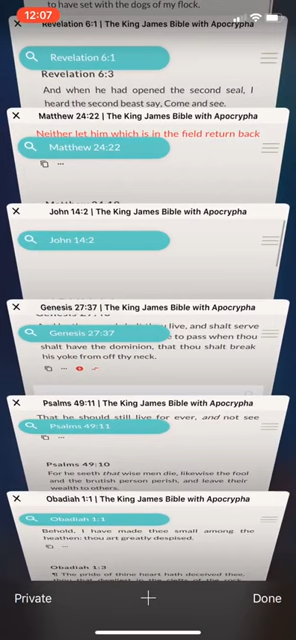 to have set with the dogs of my flock.
12:07
Revelation 6:1 | The King James Bible with Apocrypha
Revelation 6:1
Revelation 6:3
And when he had opened the second seal, I
heard the second beast say, Come and see.
Matthew 24:22 | The King James Bible with Apocrypha
Neither let him which is in the field return back
Matthew 24:22
John 14:2 | The King James Bible with Apocrypha
John 14:2
Genesis 27:37 | The King James Bible with Apocrypha
live, and shalt serve
Genesis 27:37
to pass when thou
shalt have the dominion, that thou shalt break
his yoke from off thy neck.
Psalms 49:11 | The King James Bible with Apocrypha
That he should still live for ever, and not see
Psalms 49:11
Psalms 49:10
For he seeth that wise men die, likewise the fool
and the brutish person perish, and leave their
wealth to others.
Obadiah 1:1 | The King James Bible with Apocrypha
Obadiah 1:1
Behold, I have made thee small among the
heathen: thou art greatly despised.
Obadiah 1:3
¶ The pride of thine heart hath deceived thee,
Private
Done